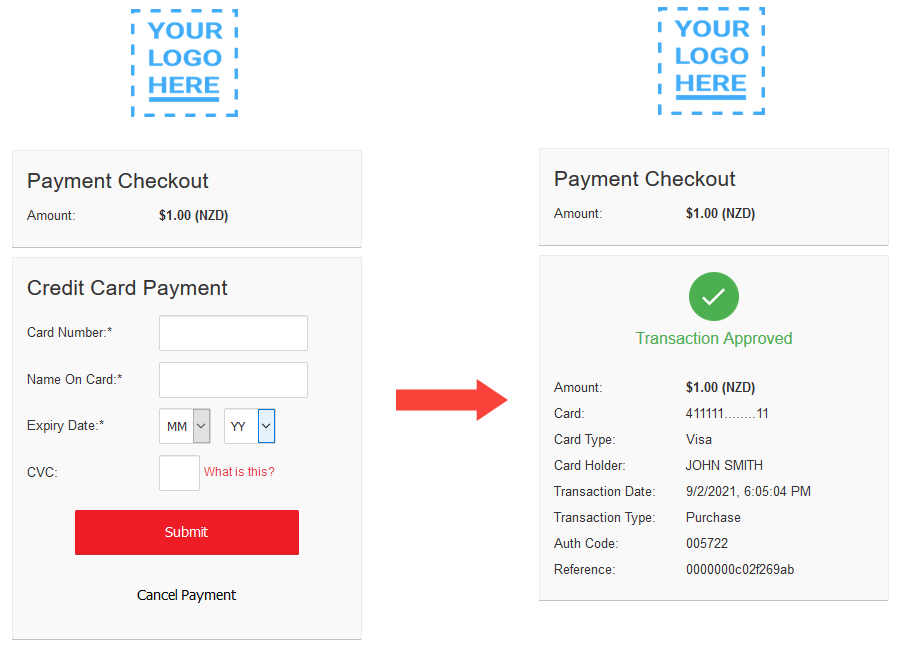 YOUR
LOGO
HERE
Payment Checkout
Amount: $1.00 (NZD)
Credit Card Payment
Card Number:*
Name On Card:*
Expiry Date:* MM YY
CVC: What is this?
Submit
Cancel Payment
YOUR
LOGO
HERE
Payment Checkout
Amount: $1.00 (NZD)
Transaction Approved
Amount: $1.00 (NZD)
Card: 411111........11
Card Type: Visa
Card Holder: JOHN SMITH
Transaction Date: 9/2/2021, 6:05:04 PM
Transaction Type: Purchase
Auth Code: 005722
Reference: 0000000c02f269ab